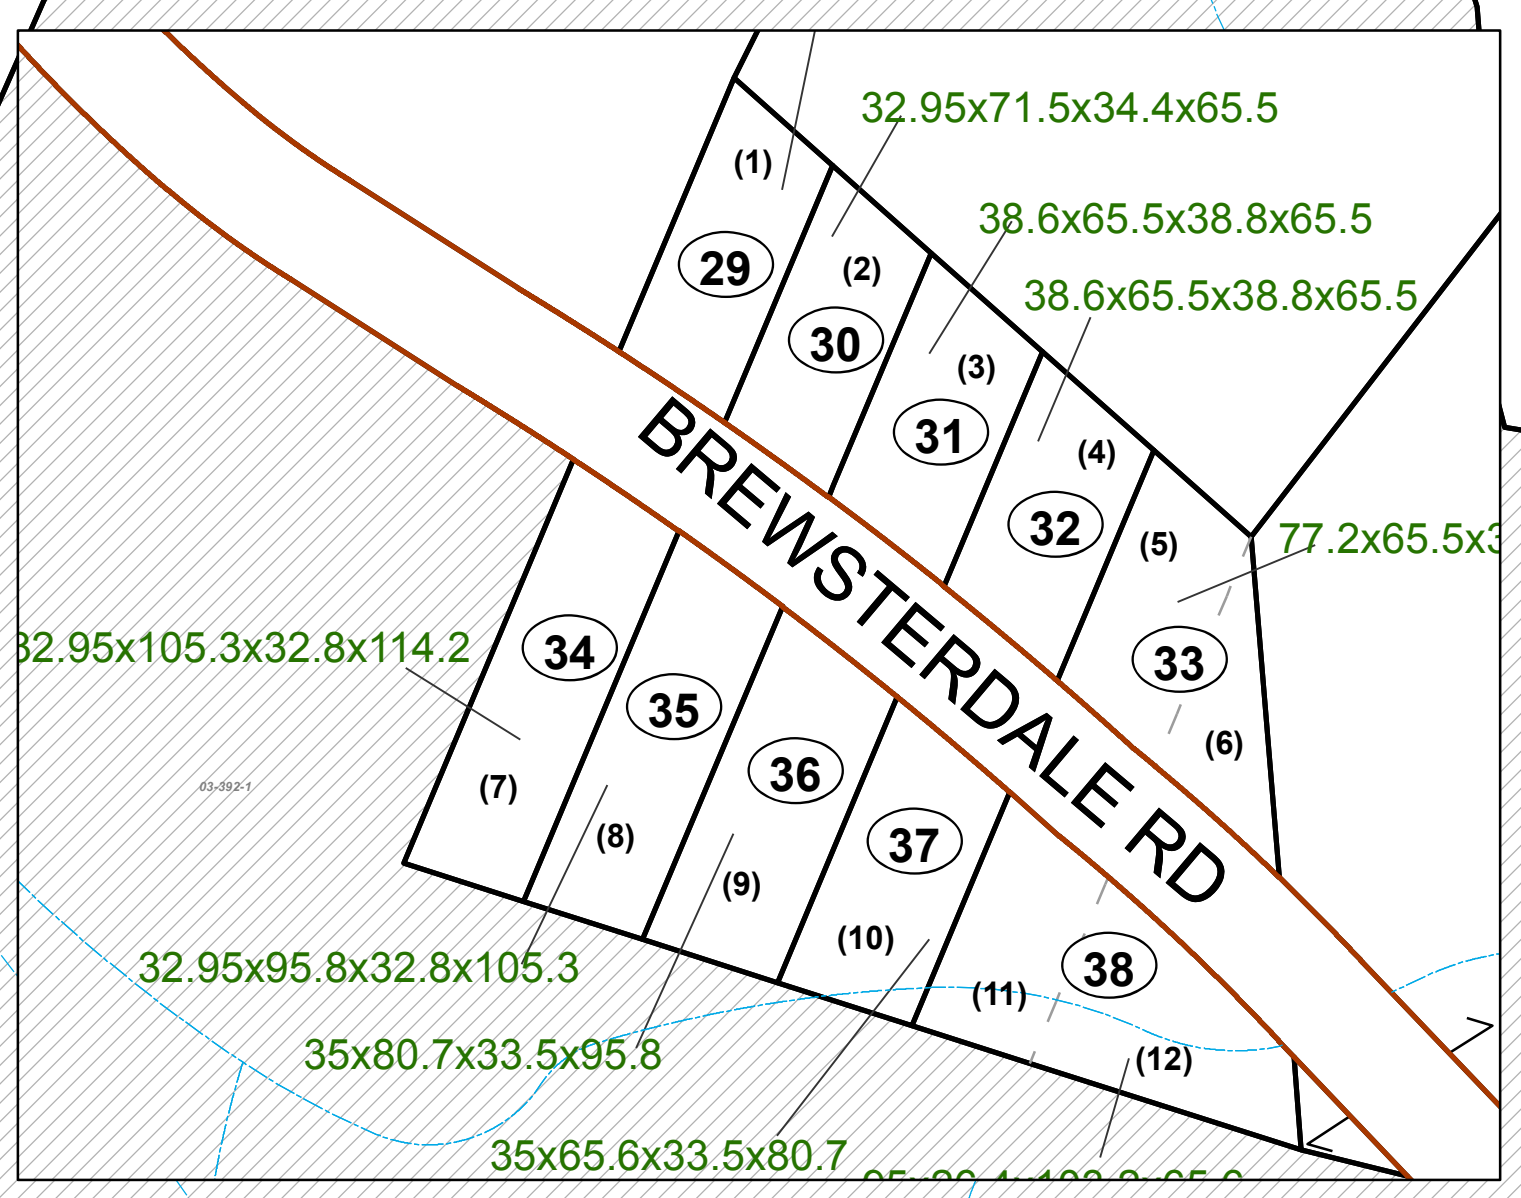 32.95x71.5x34.4x65.5
(1)
38.6x65.5x38.8x65.5
29
(2)
38.6x65.5x38.8x65.5
30
(3)
31
(4)
32
(5)
77.2x65.5x3
BREWSTERDALE RD
32.95x105.3x32.8x114.2
34
33
35
(6)
36
03-392-1
(7)
(8)
37
(9)
(10)
38
32.95x95.8x32.8x105.3
(11)
35x80.7x33.5x95.8
(12)
35x65.6x33.5x80.7